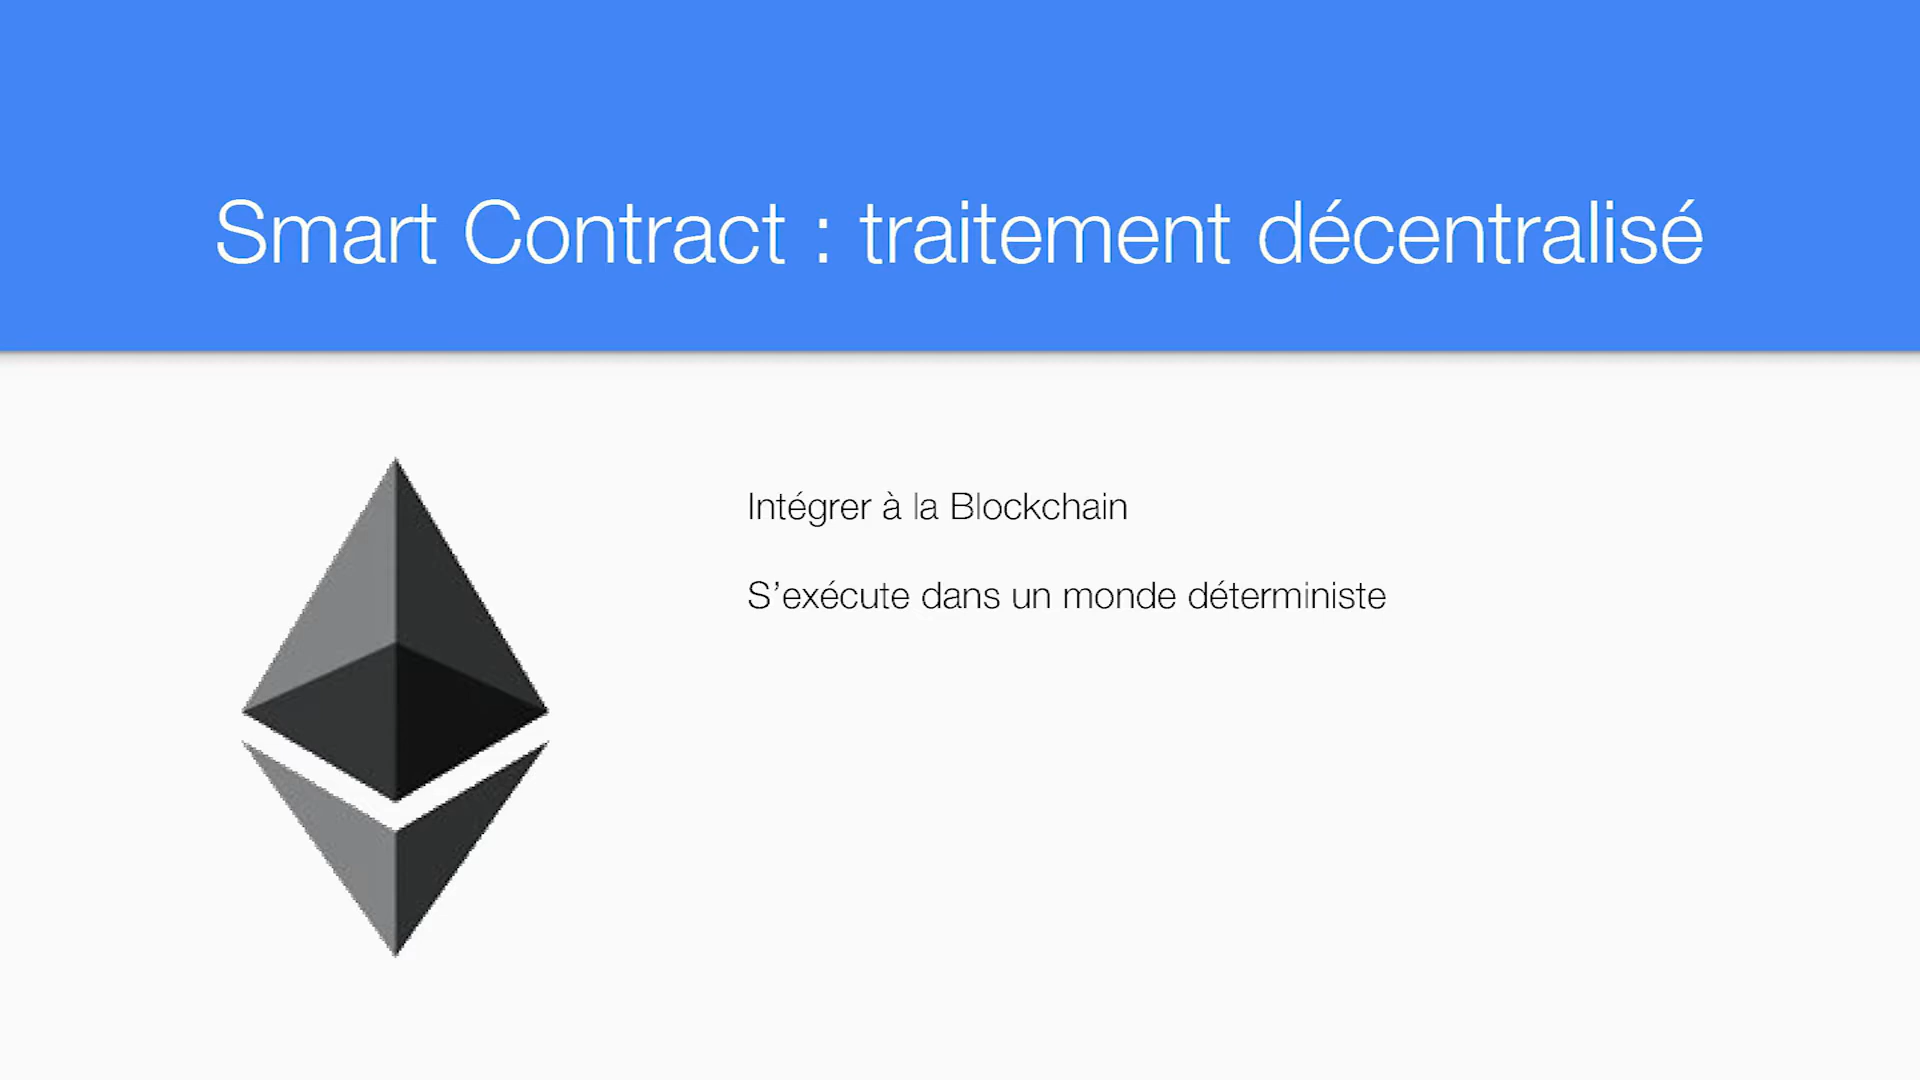 Smart Contract : traitement décentralisé
Intégrer à la Blockchain
S’exécute dans un monde déterministe